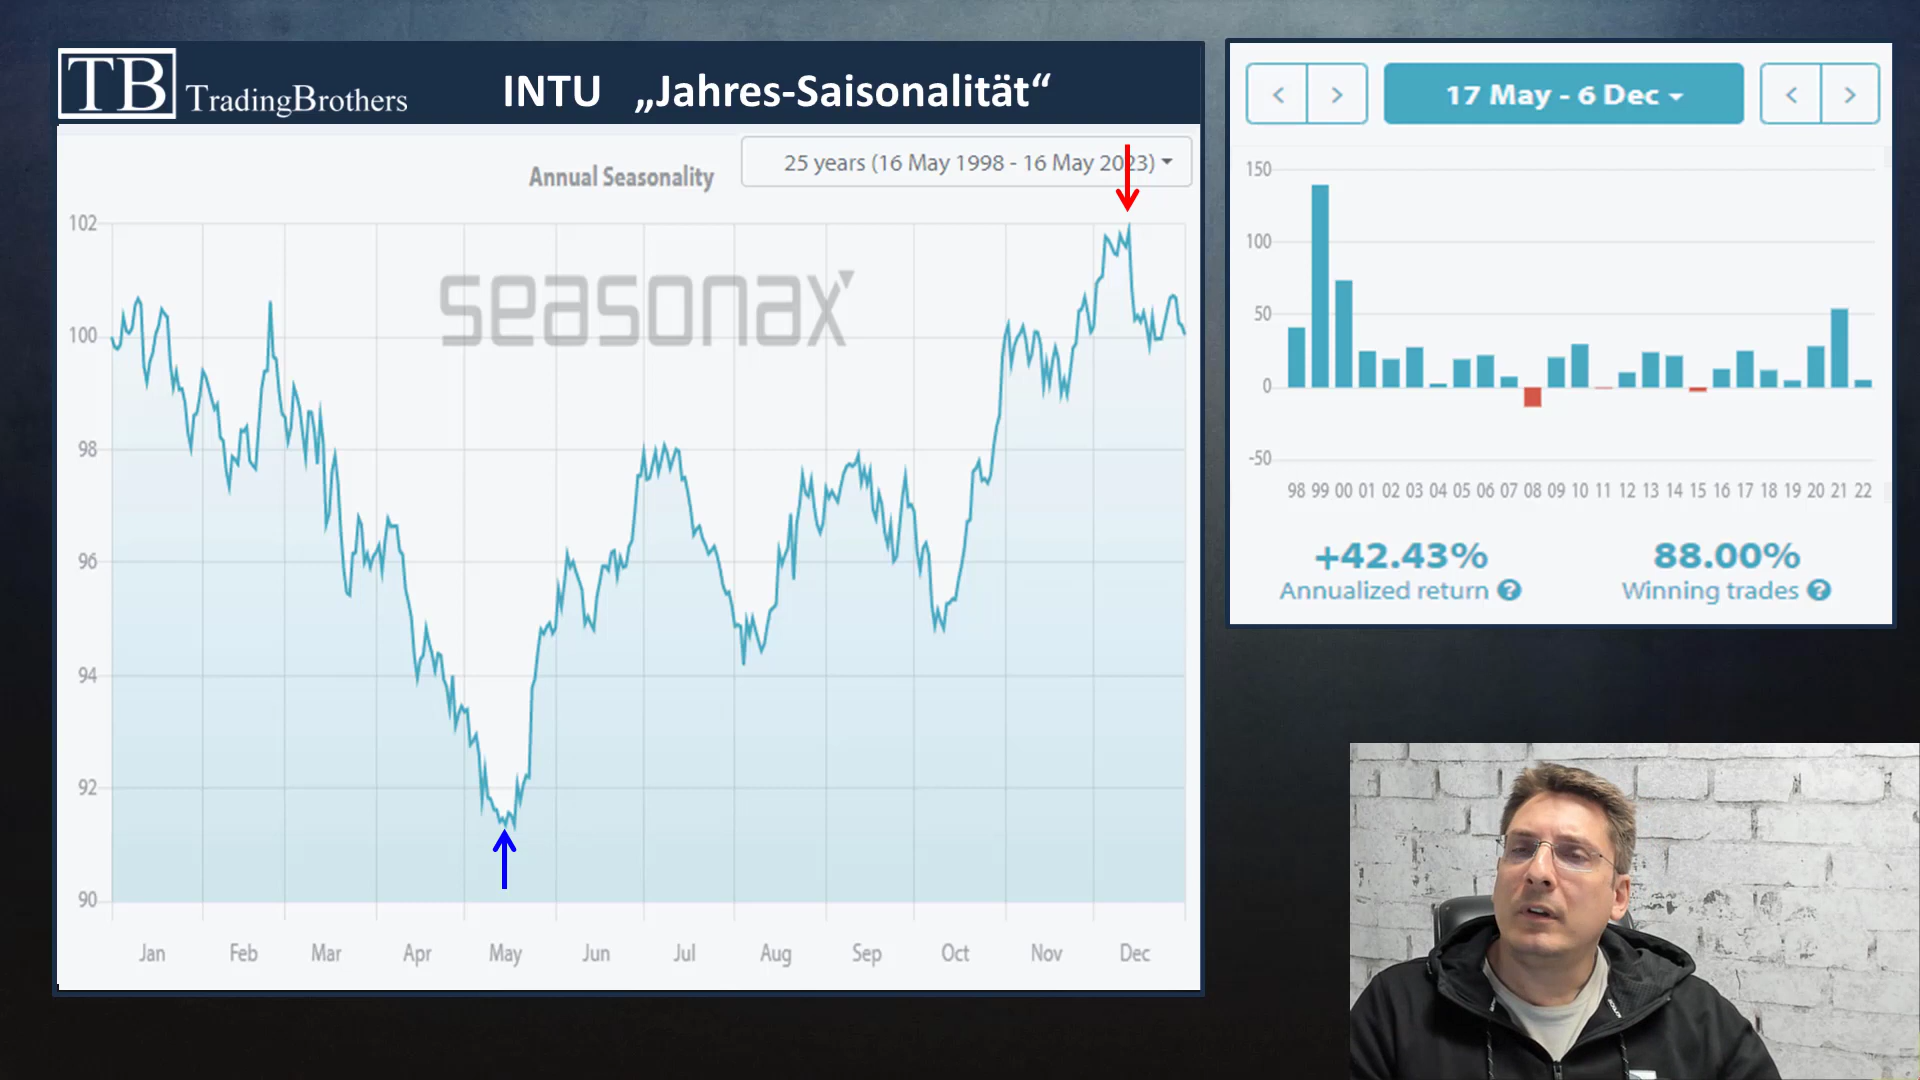 TB TradingBrothers
INTU „Jahres-Saisonalität“
Annual Seasonality
25 years (16 May 1998 - 16 May 2023)
seasonax
102
100
98
96
94
92
90
Jan Feb Mar Apr May Jun Jul Aug Sep Oct Nov Dec
< > 17 May - 6 Dec < >
150
100
50
0
-50
98 99 00 01 02 03 04 05 06 07 08 09 10 11 12 13 14 15 16 17 18 19 20 21 22
+42.43% 88.00%
Annualized return ? Winning trades ?